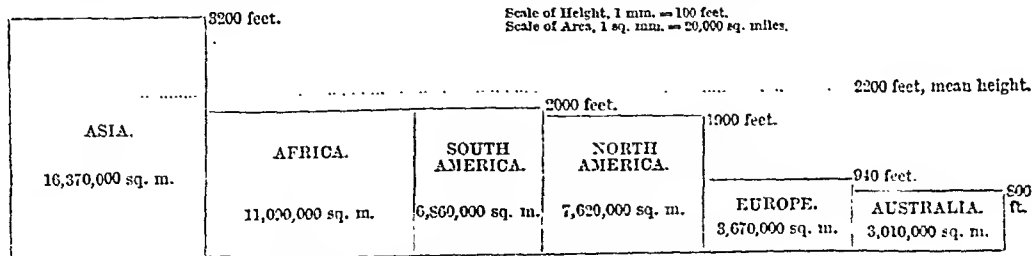 3200 feet.
Scale of Height, 1 mm. = 100 feet.
Scale of Area, 1 sq. mm. = 20,000 sq. miles.
2200 feet, mean height.
2000 feet.
1900 feet.
ASIA.
16,370,000 sq. m.
AFRICA.
11,000,000 sq. m.
SOUTH
AMERICA.
6,860,000 sq. m.
NORTH
AMERICA.
7,620,000 sq. m.
940 feet.
EUROPE.
3,670,000 sq. m.
800
ft.
AUSTRALIA.
3,010,000 sq. m.